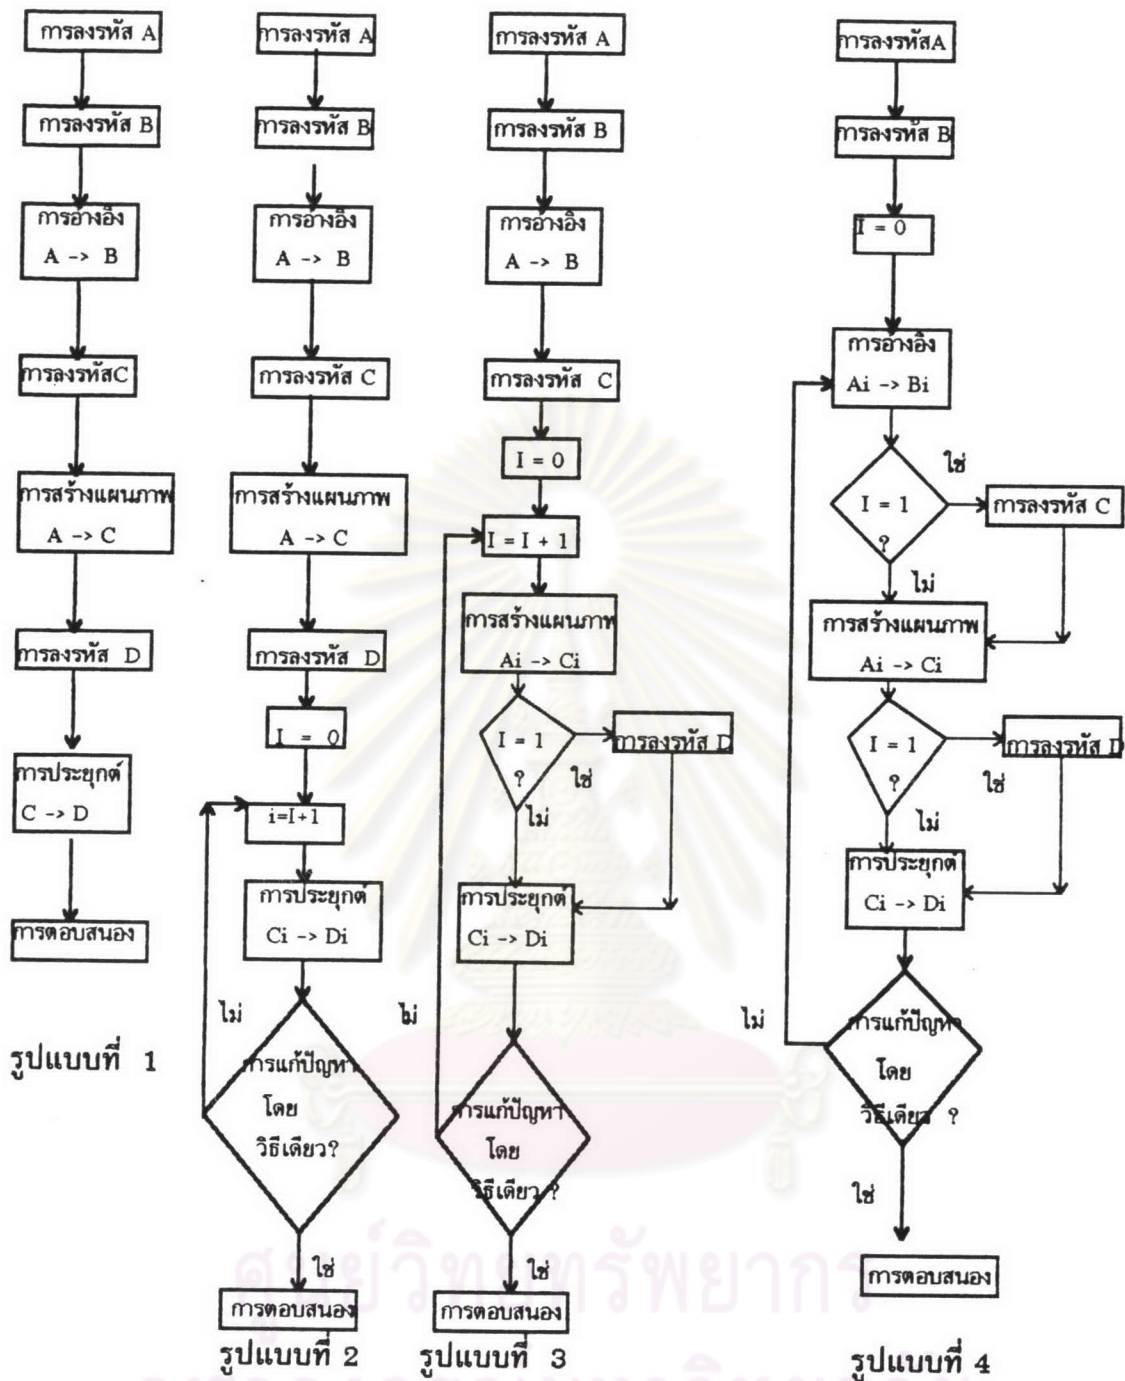 การลงรหัส A
การลงรหัส B
การอ้างอิง
A -> B
การลงรหัสC
การสร้างแผนภาพ
A -> C
การลงรหัส D
การประยุกต์
C -> D
การตอบสนอง
รูปแบบที่ 1
การลงรหัส A
การลงรหัส B
การอ้างอิง
A -> B
การลงรหัส C
การสร้างแผนภาพ
A -> C
การลงรหัส D
I = 0
i=I+1
การประยุกต์
Ci -> Di
ไม่
การแก้ปัญหา
โดย
วิธีเดียว?
ใช่
การตอบสนอง
รูปแบบที่ 2
การลงรหัส A
การลงรหัส B
การอ้างอิง
A -> B
การลงรหัส C
I = 0
I = I + 1
การสร้างแผนภาพ
Ai -> Ci
I = 1
?
ใช่
การลงรหัส D
ไม่
การประยุกต์
Ci -> Di
ไม่
การแก้ปัญหา
โดย
วิธีเดียว ?
ใช่
การตอบสนอง
รูปแบบที่ 3
การลงรหัสA
การลงรหัส B
I = 0
การอ้างอิง
Ai -> Bi
I = 1
?
ใช่
การลงรหัส C
ไม่
การสร้างแผนภาพ
Ai -> Ci
I = 1
?
ใช่
การลงรหัส D
ไม่
การประยุกต์
Ci -> Di
ไม่
การแก้ปัญหา
โดย
วิธีเดียว ?
ใช่
การตอบสนอง
รูปแบบที่ 4
ศูนย์วิทยทรัพยากร